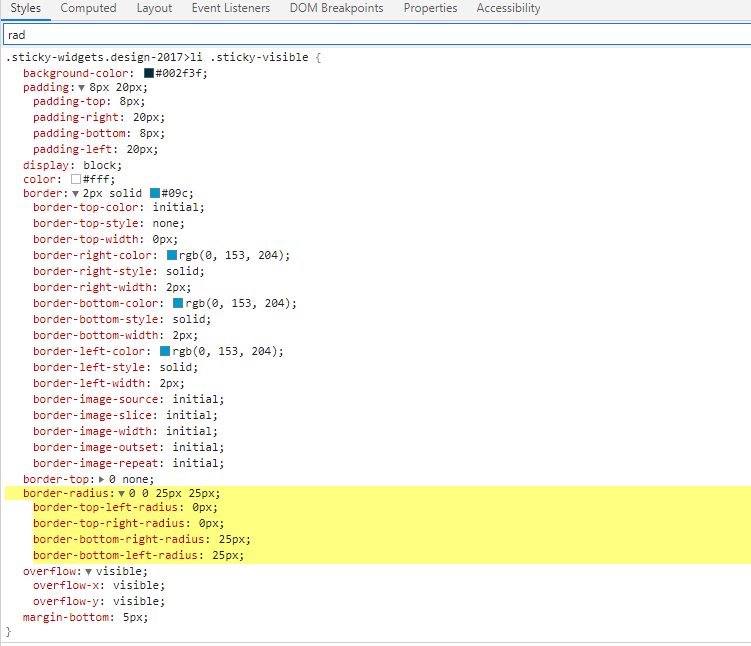 Styles Computed Layout Event Listeners DOM Breakpoints Properties Accessibility
rad
.sticky-widgets.design-2017>li .sticky-visible {
background-color: #002f3f;
padding: 8px 20px;
padding-top: 8px;
padding-right: 20px;
padding-bottom: 8px;
padding-left: 20px;
display: block;
color: #fff;
border: 2px solid #09c;
border-top-color: initial;
border-top-style: none;
border-top-width: 0px;
border-right-color: rgb(0, 153, 204);
border-right-style: solid;
border-right-width: 2px;
border-bottom-color: rgb(0, 153, 204);
border-bottom-style: solid;
border-bottom-width: 2px;
border-left-color: rgb(0, 153, 204);
border-left-style: solid;
border-left-width: 2px;
border-image-source: initial;
border-image-slice: initial;
border-image-width: initial;
border-image-outset: initial;
border-image-repeat: initial;
border-top: 0 none;
border-radius: 0 0 25px 25px;
border-top-left-radius: 0px;
border-top-right-radius: 0px;
border-bottom-right-radius: 25px;
border-bottom-left-radius: 25px;
overflow: visible;
overflow-x: visible;
overflow-y: visible;
margin-bottom: 5px;
}